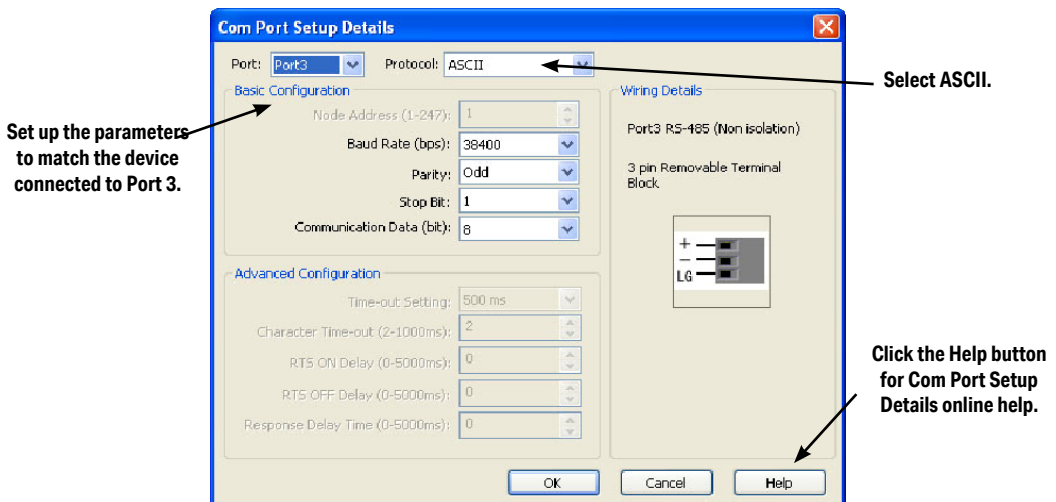 Com Port Setup Details
Port: Port3 Protocol: ASCII
Select ASCII.
Basic Configuration
Node Address (1-247): 1
Baud Rate (bps): 38400
Parity: Odd
Stop Bit: 1
Communication Data (bit): 8
Set up the parameters
to match the device
connected to Port 3.
Wiring Details
Port3 RS-485 (Non isolation)
3 pin Removable Terminal
Block.
+
−
LG
Advanced Configuration
Time-out Setting: 500 ms
Character Time-out (2-1000ms): 2
RTS ON Delay (0-5000ms): 0
RTS OFF Delay (0-5000ms): 0
Response Delay Time (0-5000ms): 0
Click the Help button
for Com Port Setup
Details online help.
OK Cancel Help